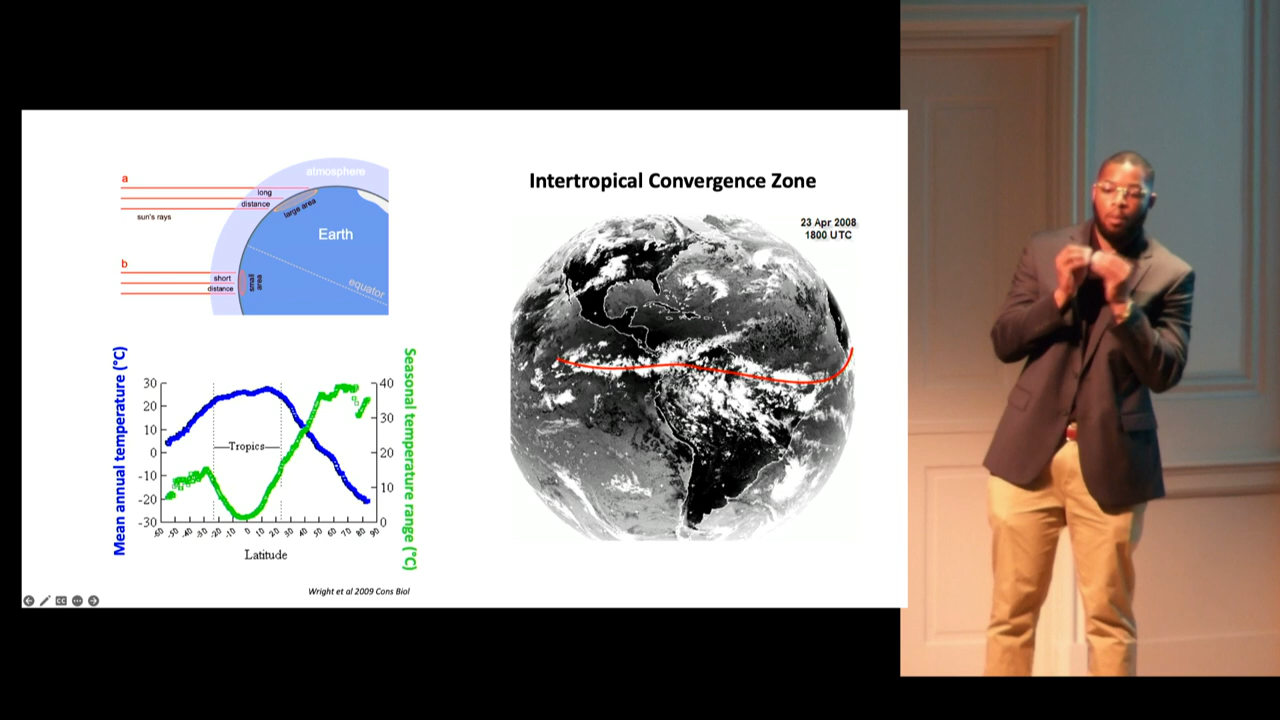 a
atmosphere
long
distance
large area
sun's rays
Earth
b
short
distance
small
area
equator
Intertropical Convergence Zone
23 Apr 2008
1800 UTC
Mean annual temperature (°C)
Seasonal temperature range (°C)
30
20
10
0
-10
-20
-30
40
30
20
10
0
Tropics
-60 -50 -40 -30 -20 -10 0 10 20 30 40 50 60 70 80 90
Latitude
Wright et al 2009 Cons Biol
CC